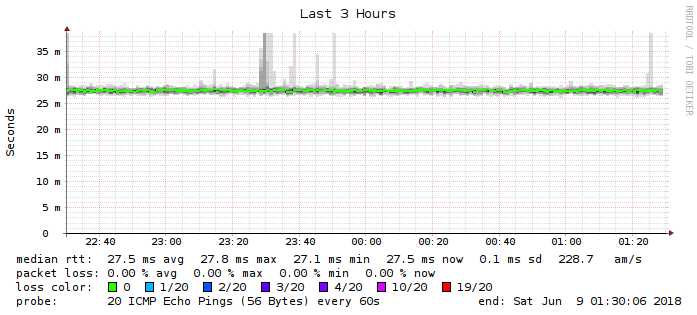 Last 3 Hours
RRDTOOL / TOBI OETIKER
Seconds
35 m
30 m
25 m
20 m
15 m
10 m
5 m
0
22:40 23:00 23:20 23:40 00:00 00:20 00:40 01:00 01:20
median rtt: 27.5 ms avg 27.8 ms max 27.1 ms min 27.5 ms now 0.1 ms sd 228.7 am/s
packet loss: 0.00 % avg 0.00 % max 0.00 % min 0.00 % now
loss color: 0 1/20 2/20 3/20 4/20 10/20 19/20
probe: 20 ICMP Echo Pings (56 Bytes) every 60s end: Sat Jun 9 01:30:06 2018